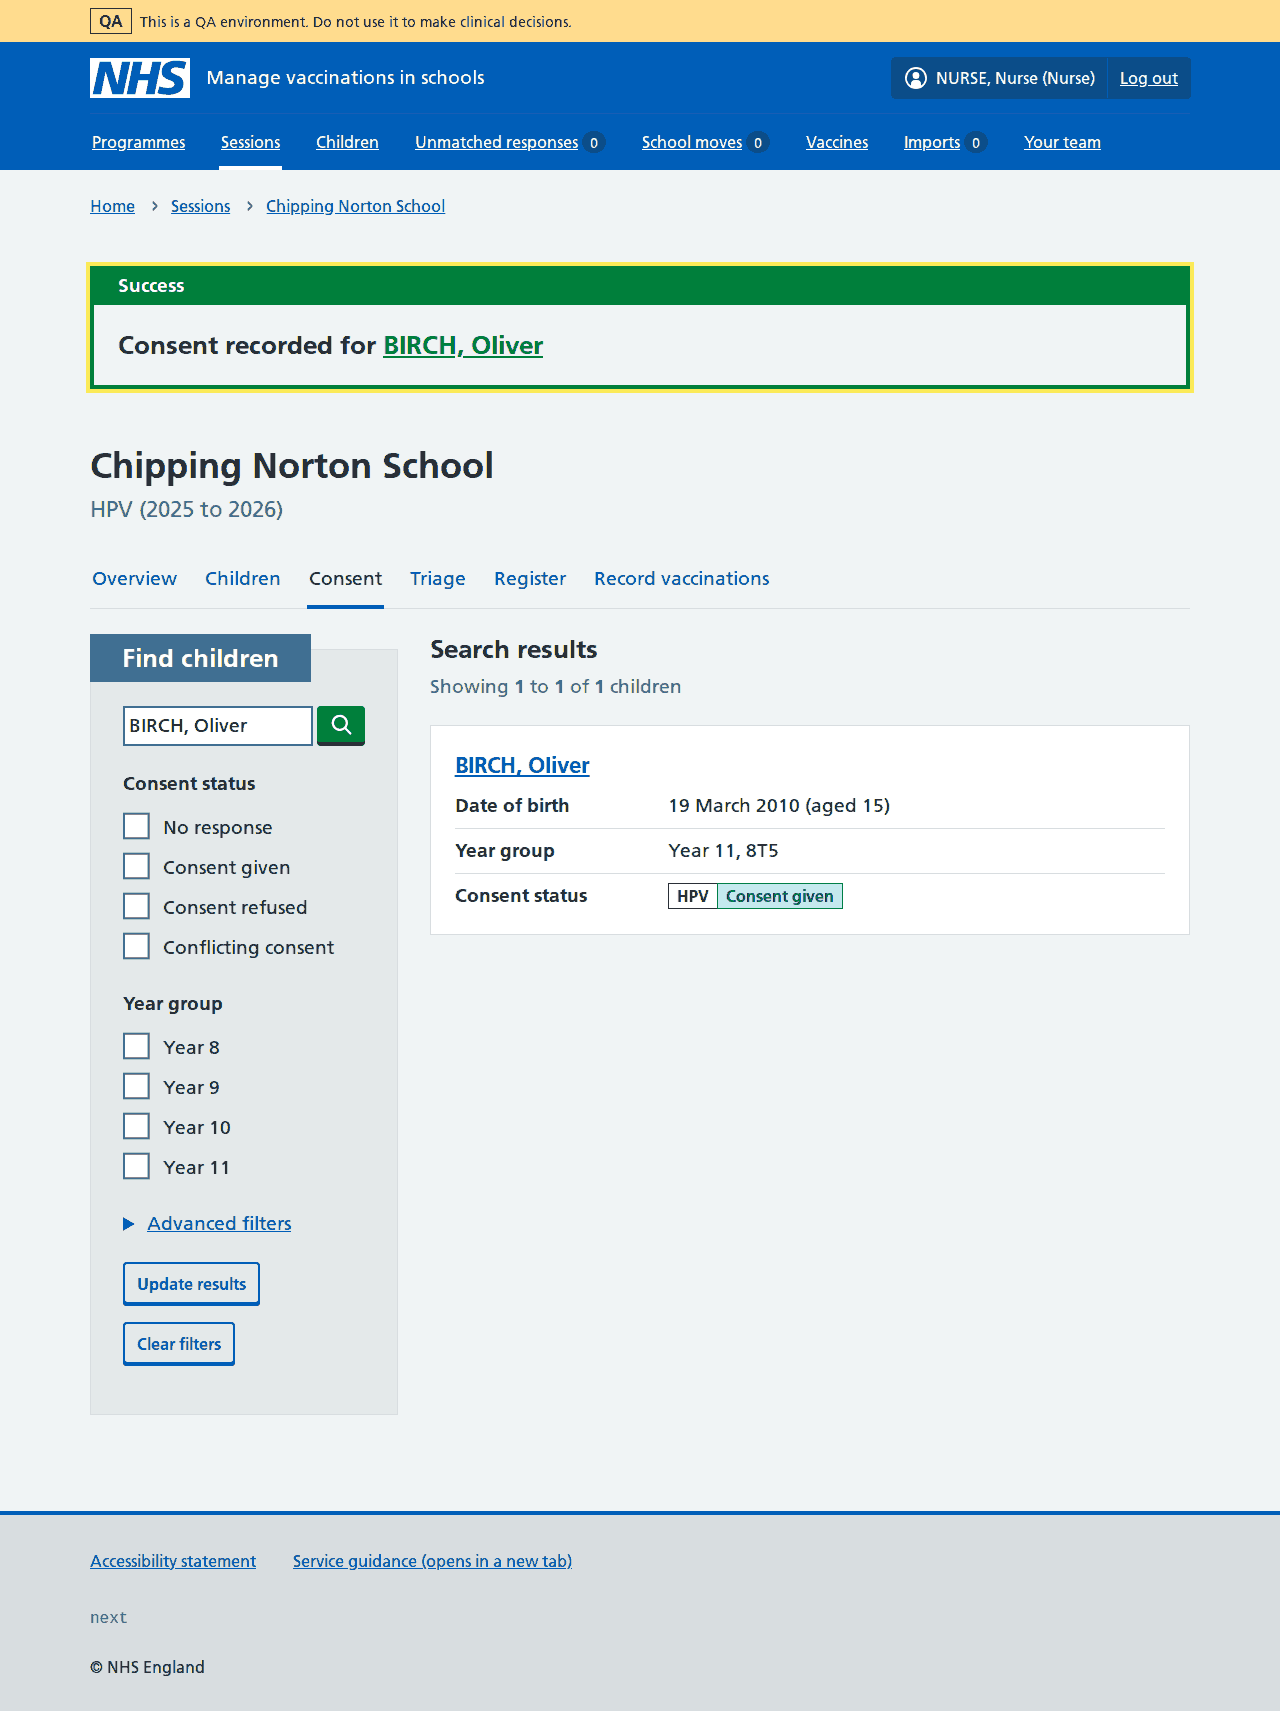 QA This is a QA environment. Do not use it to make clinical decisions.
NHS Manage vaccinations in schools NURSE, Nurse (Nurse) Log out
Programmes Sessions Children Unmatched responses 0 School moves 0 Vaccines Imports 0 Your team
Home Sessions Chipping Norton School
Success
Consent recorded for BIRCH, Oliver
Chipping Norton School
HPV (2025 to 2026)
Overview Children Consent Triage Register Record vaccinations
Find children
BIRCH, Oliver
Consent status
No response
Consent given
Consent refused
Conflicting consent
Year group
Year 8
Year 9
Year 10
Year 11
Advanced filters
Update results
Clear filters
Search results
Showing 1 to 1 of 1 children
BIRCH, Oliver
Date of birth 19 March 2010 (aged 15)
Year group Year 11, 8T5
Consent status HPV Consent given
Accessibility statement Service guidance (opens in a new tab)
next
© NHS England